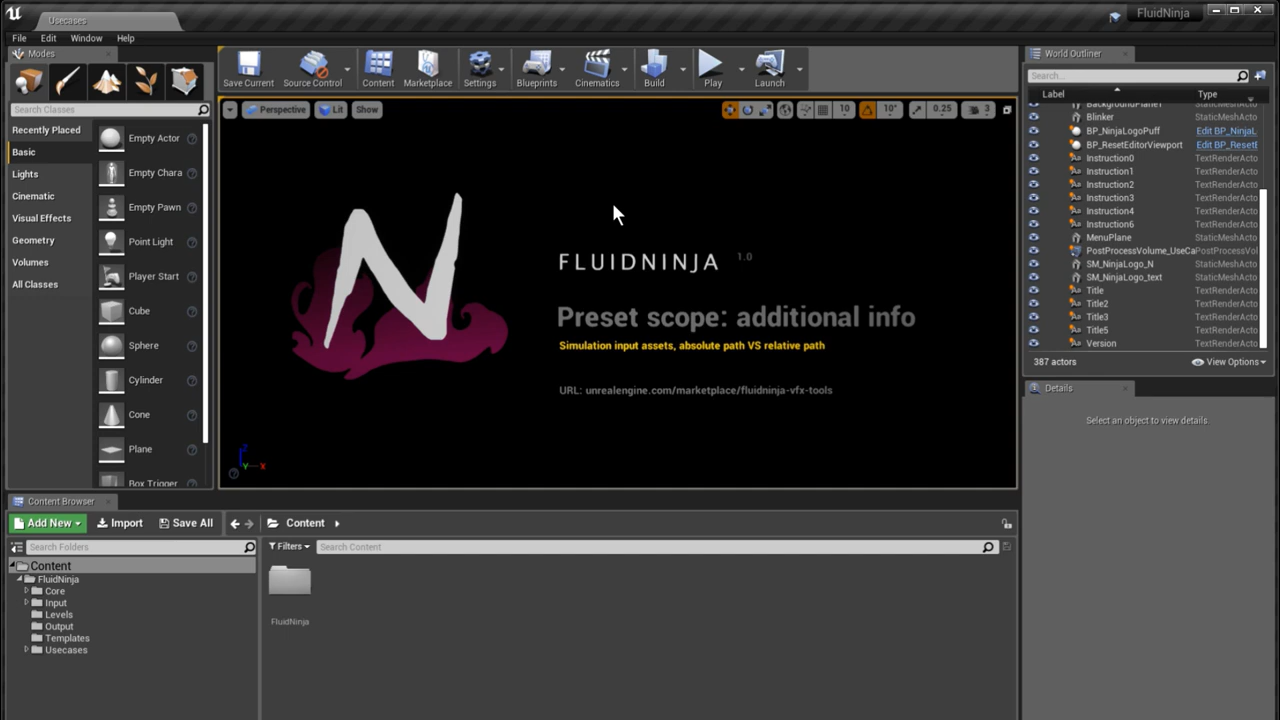 Usecases
FluidNinja
File Edit Window Help
Modes
Search Classes
Recently Placed
Basic
Lights
Cinematic
Visual Effects
Geometry
Volumes
All Classes
Empty Actor
Empty Chara
Empty Pawn
Point Light
Player Start
Cube
Sphere
Cylinder
Cone
Plane
Box Trigger
Save Current Source Control Content Marketplace Settings Blueprints Cinematics Build Play Launch
Perspective Lit Show 10 10° 0.25 3
N
FLUIDNINJA 1.0
Preset scope: additional info
Simulation input assets, absolute path VS relative path
URL: unrealengine.com/marketplace/fluidninja-vfx-tools
Z
Y X
World Outliner
Search...
Label Type
BackgroundPlane1 StaticMeshActo
Blinker StaticMeshActo
BP_NinjaLogoPuff Edit BP_NinjaL
BP_ResetEditorViewport Edit BP_ResetE
Instruction0 TextRenderActo
Instruction1 TextRenderActo
Instruction2 TextRenderActo
Instruction3 TextRenderActo
Instruction4 TextRenderActo
Instruction6 TextRenderActo
MenuPlane StaticMeshActo
PostProcessVolume_UseCa PostProcessVol
SM_NinjaLogo_N StaticMeshActo
SM_NinjaLogo_text StaticMeshActo
Title TextRenderActo
Title2 TextRenderActo
Title3 TextRenderActo
Title5 TextRenderActo
Version TextRenderActo
387 actors View Options
Details
Select an object to view details.
Content Browser
Add New Import Save All Content
Search Folders
Filters Search Content
Content
FluidNinja
Core
Input
Levels
Output
Templates
Usecases
FluidNinja